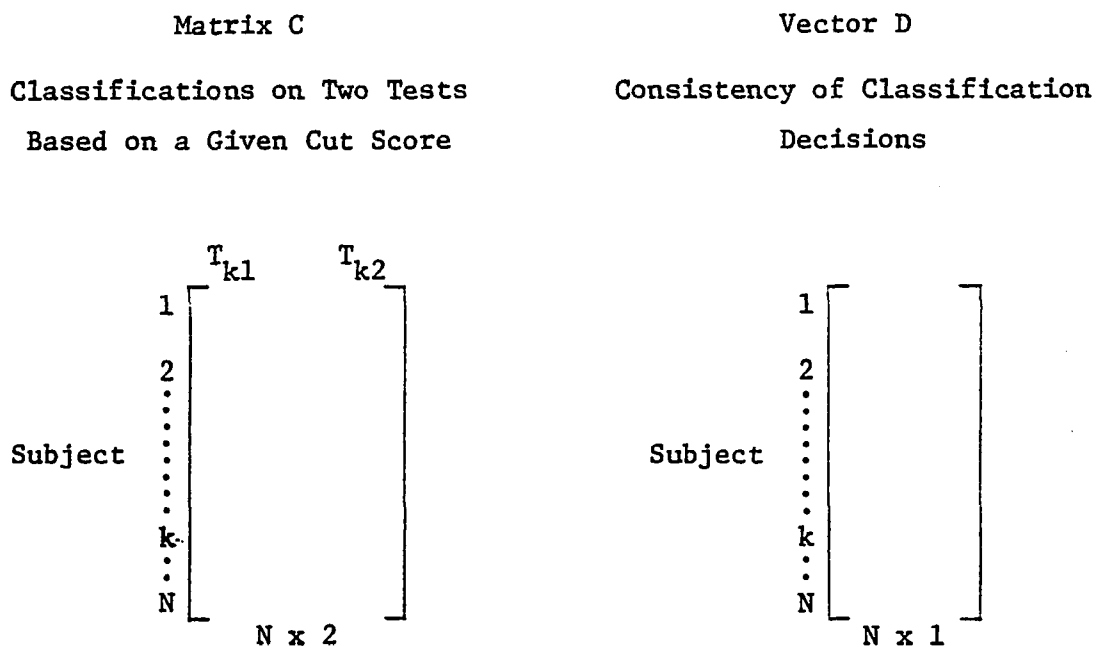 Matrix C
Classifications on Two Tests
Based on a Given Cut Score
T_k1 T_k2
1
2
Subject
k
N
N x 2
Vector D
Consistency of Classification
Decisions
1
2
Subject
k
N
N x 1